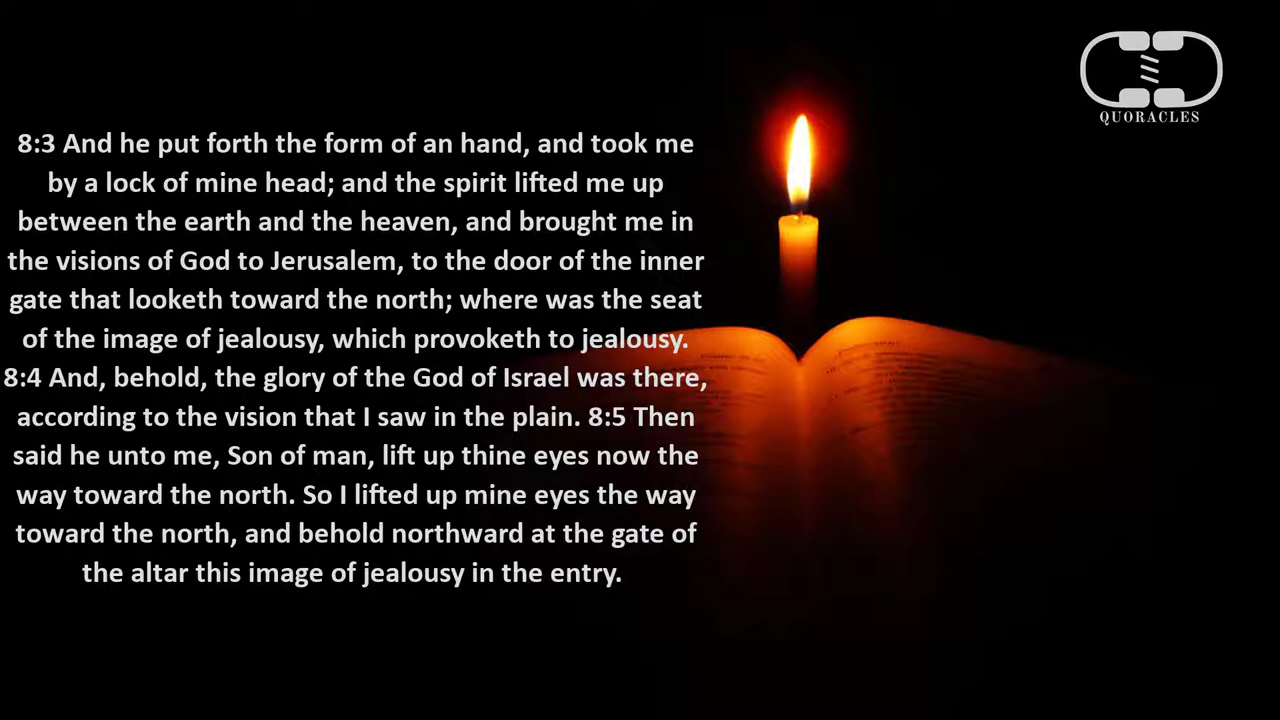 QUORACLES
8:3 And he put forth the form of an hand, and took me
by a lock of mine head; and the spirit lifted me up
between the earth and the heaven, and brought me in
the visions of God to Jerusalem, to the door of the inner
gate that looketh toward the north; where was the seat
of the image of jealousy, which provoketh to jealousy.
8:4 And, behold, the glory of the God of Israel was there,
according to the vision that I saw in the plain. 8:5 Then
said he unto me, Son of man, lift up thine eyes now the
way toward the north. So I lifted up mine eyes the way
toward the north, and behold northward at the gate of
the altar this image of jealousy in the entry.